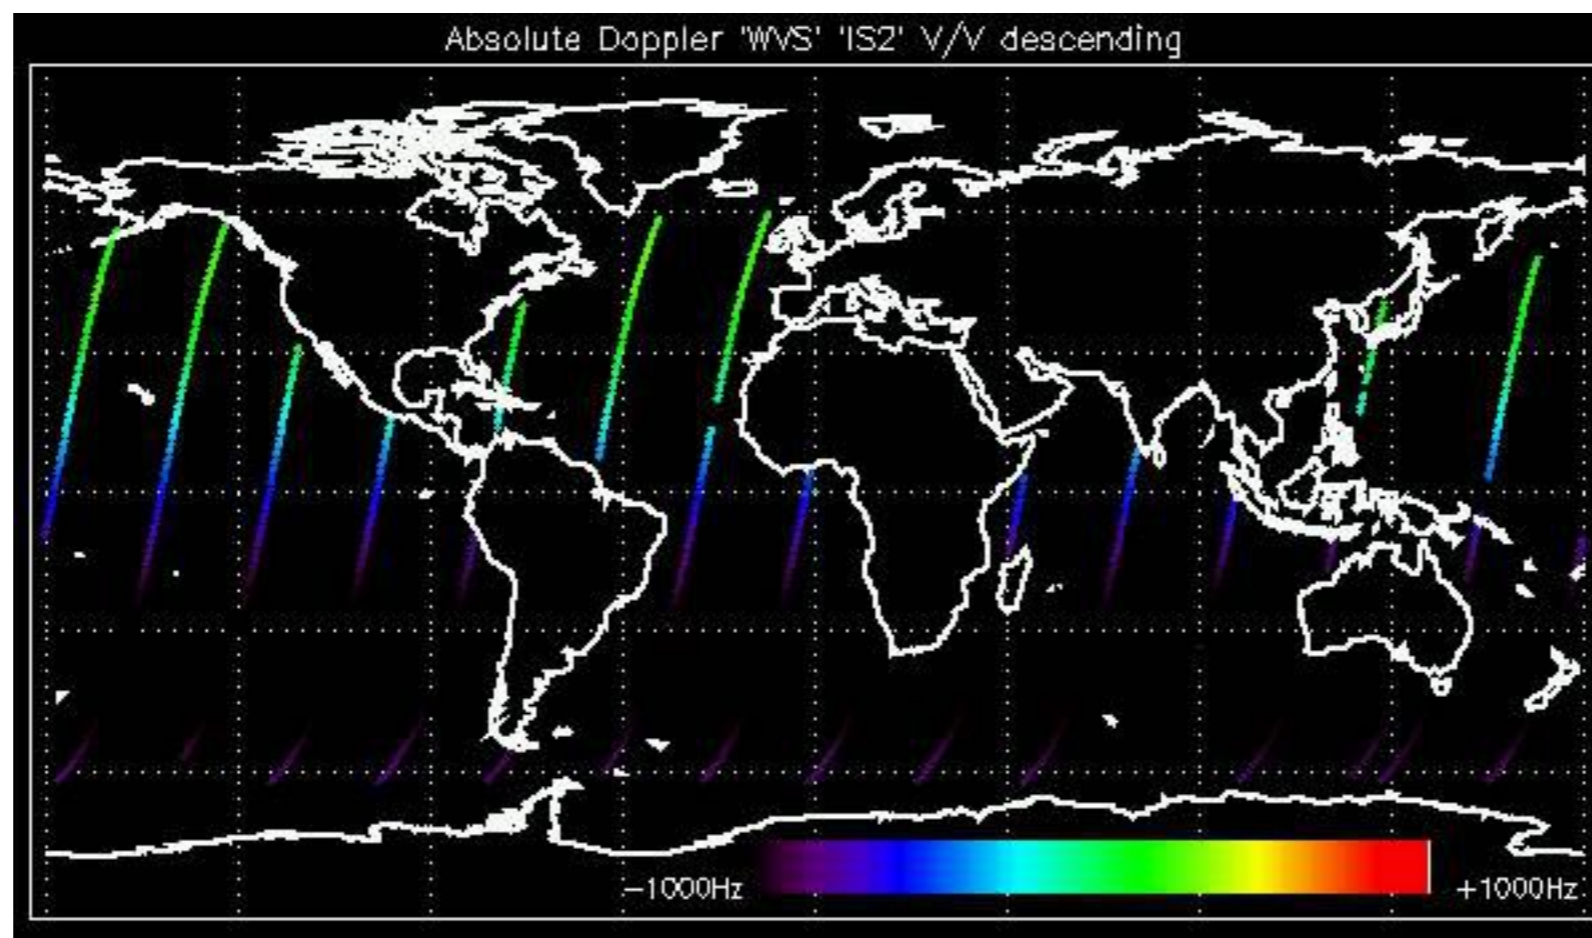 Absolute Doppler 'WVS' 'IS2' V/V descending
−1000Hz +1000Hz